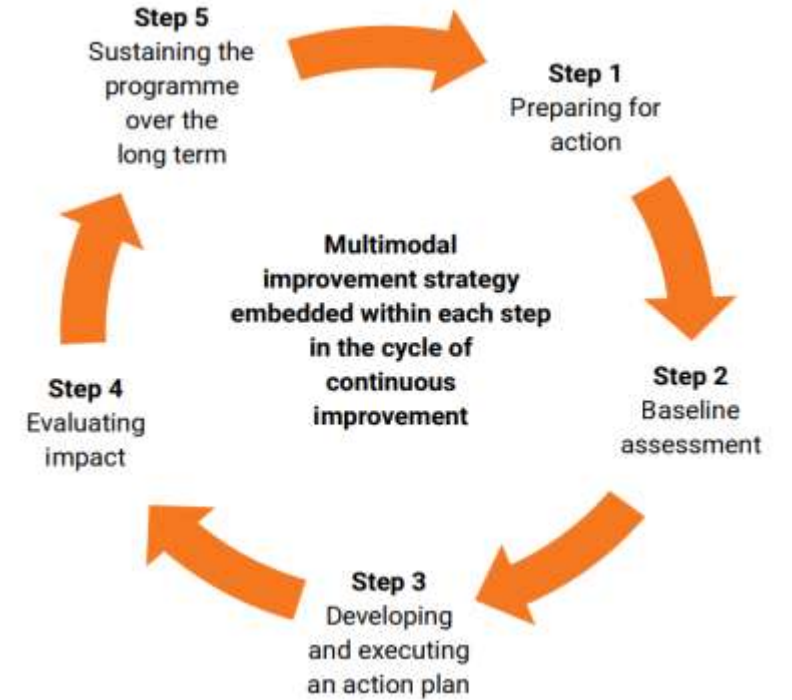 Step 5
Sustaining the
programme
over the
long term
Step 1
Preparing for
action
Multimodal
improvement strategy
embedded within each step
in the cycle of
continuous
improvement
Step 2
Baseline
assessment
Step 4
Evaluating
impact
Step 3
Developing
and executing
an action plan